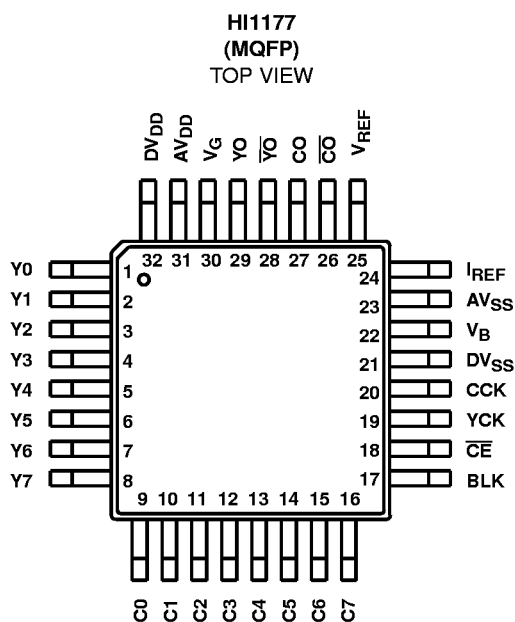 HI1177
(MQFP)
TOP VIEW
DVDD AVDD VG YO Y̅O̅ CO C̅O̅ VREF
32 31 30 29 28 27 26 25
Y0 1 24 IREF
Y1 2 23 AVSS
Y2 3 22 VB
Y3 4 21 DVSS
Y4 5 20 CCK
Y5 6 19 YCK
Y6 7 18 C̅E̅
Y7 8 17 BLK
9 10 11 12 13 14 15 16
C0 C1 C2 C3 C4 C5 C6 C7